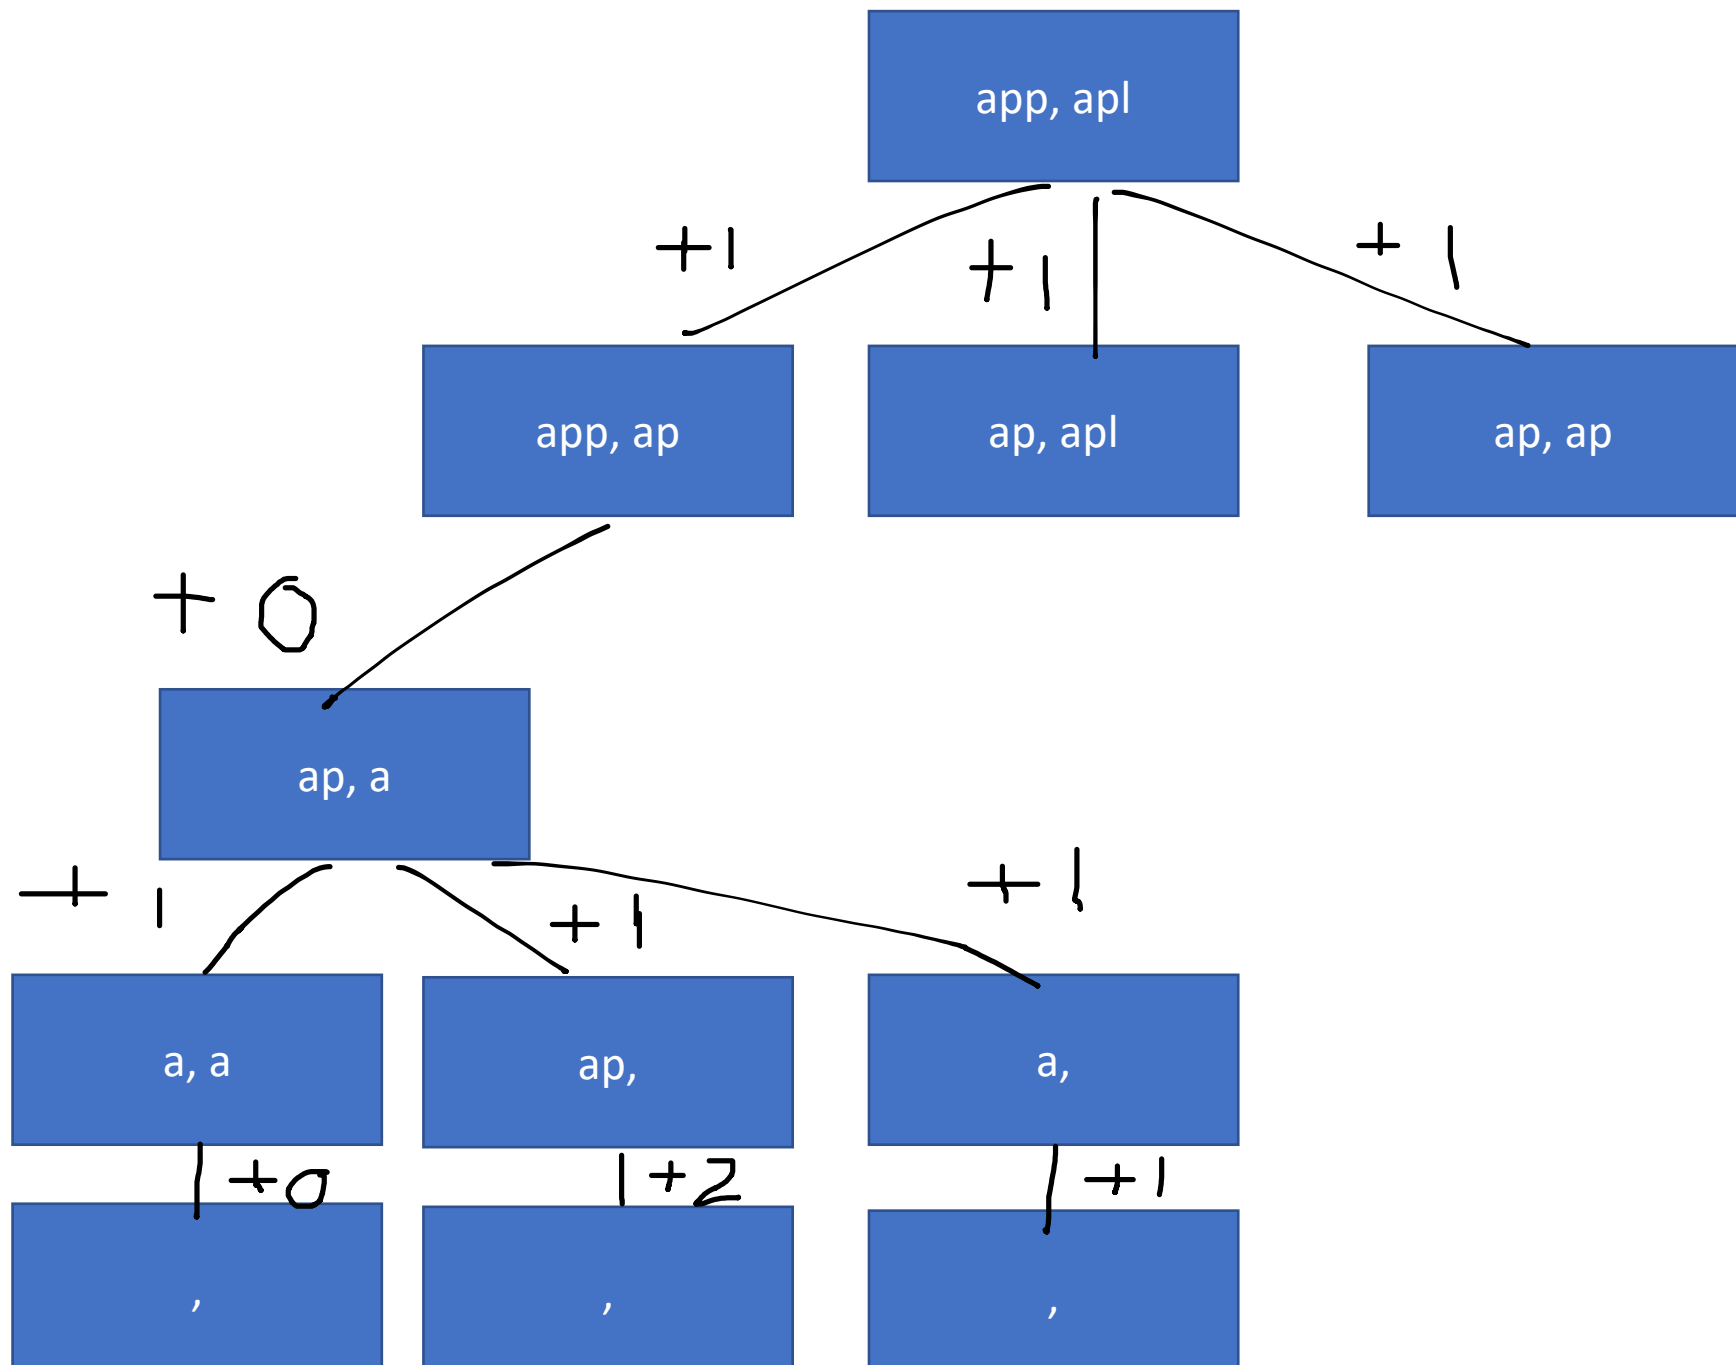 app, apl
+1
+1
+1
app, ap
ap, apl
ap, ap
+0
ap, a
+1
+1
+1
a, a
ap,
a,
+0
+2
+1
,
,
,